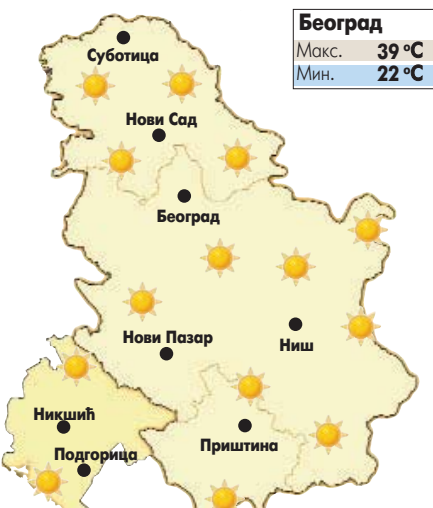 Београд
Макс. 39 °C
Мин. 22 °C
Суботица
Нови Сад
Београд
Нови Пазар
Ниш
Никшић
Приштина
Подгорица